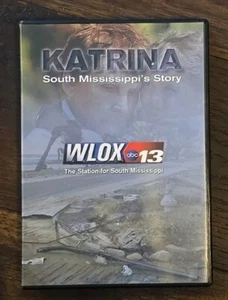 KATRINA
South Mississippi's Story
WLOX abc 13
The Station for South Mississippi